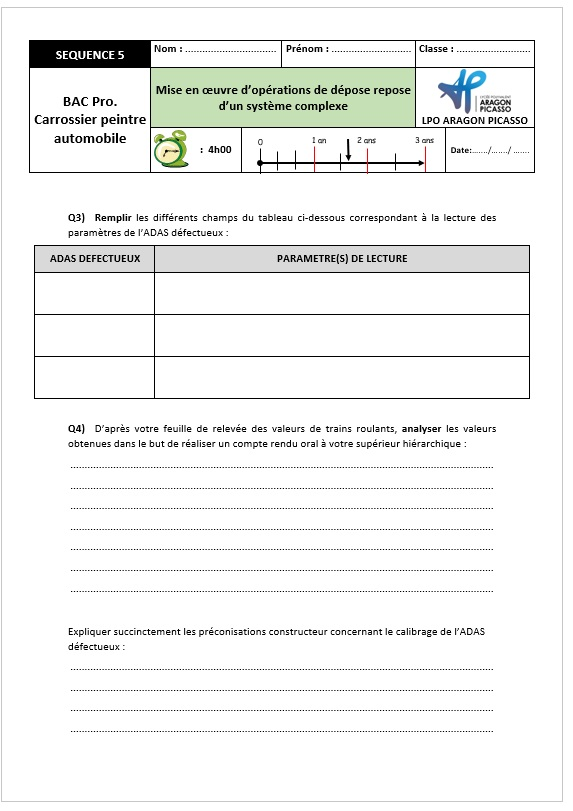 SEQUENCE 5
Nom : ................................
Prénom : ............................
Classe : ..........................
BAC Pro.
Carrossier peintre
automobile
Mise en œuvre d'opérations de dépose repose
d'un système complexe
LYCÉE POLYVALENT
ARAGON
PICASSO
LPO ARAGON PICASSO
: 4h00
0 1 an 2 ans 3 ans
Date:....../......./ .......
Q3) Remplir les différents champs du tableau ci-dessous correspondant à la lecture des
paramètres de l'ADAS défectueux :
ADAS DEFECTUEUX PARAMETRE(S) DE LECTURE
Q4) D'après votre feuille de relevée des valeurs de trains roulants, analyser les valeurs
obtenues dans le but de réaliser un compte rendu oral à votre supérieur hiérarchique :
Expliquer succinctement les préconisations constructeur concernant le calibrage de l'ADAS
défectueux :